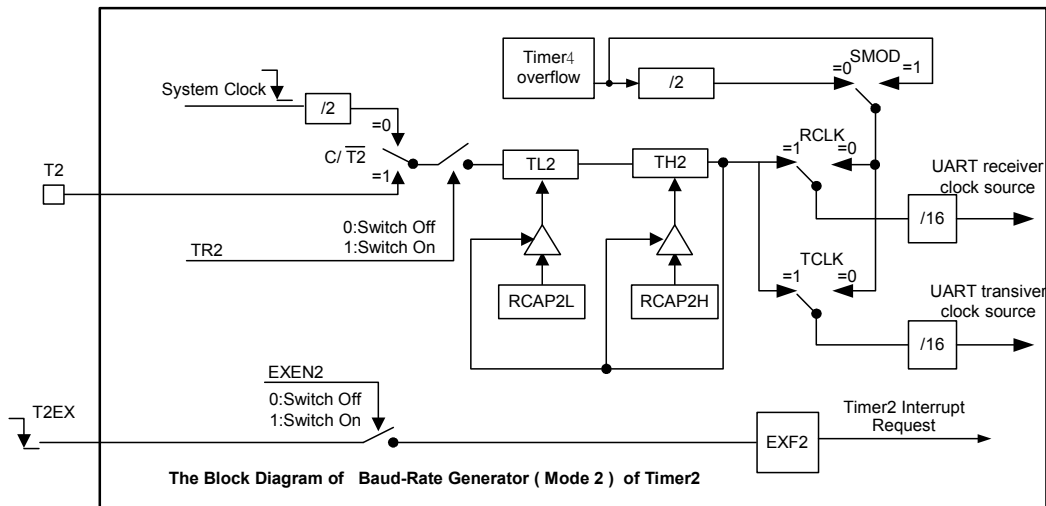 Timer4
overflow
/2
SMOD
=0
=1
System Clock
/2
=0
C/ T2
=1
T2
TL2
TH2
RCLK
=1
=0
UART receiver
clock source
/16
0:Switch Off
1:Switch On
TR2
RCAP2L
RCAP2H
TCLK
=1
=0
UART transiver
clock source
/16
EXEN2
0:Switch Off
1:Switch On
T2EX
EXF2
Timer2 Interrupt
Request
The Block Diagram of Baud-Rate Generator ( Mode 2 ) of Timer2